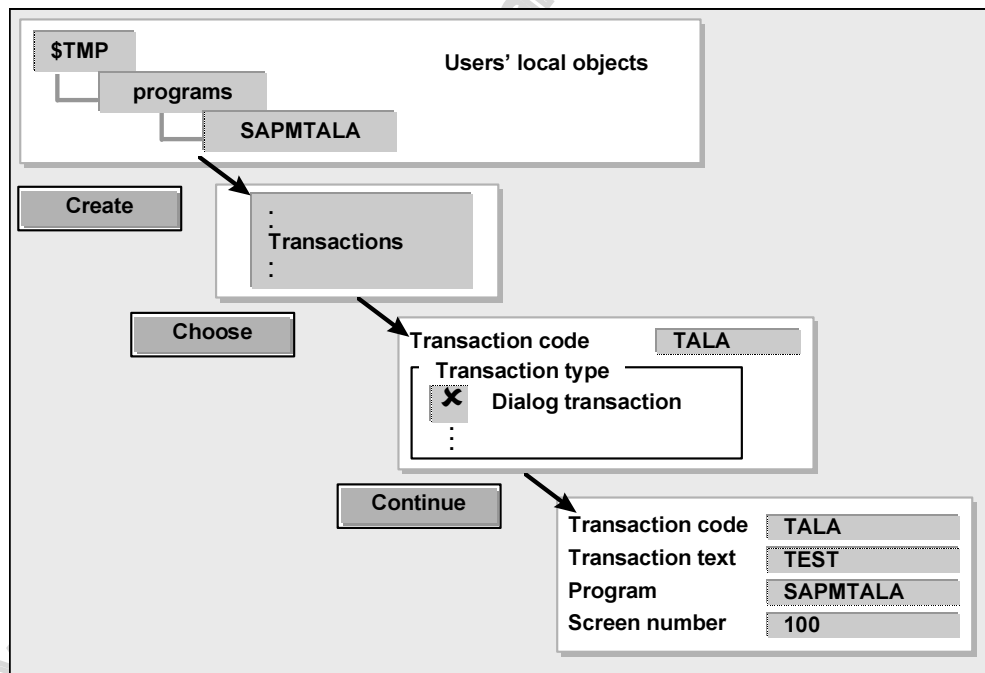 $TMP
Users' local objects
programs
SAPMTALA
Create
.
.
Transactions
:
Choose
Transaction code TALA
Transaction type
✘ Dialog transaction
⋮
Continue
Transaction code TALA
Transaction text TEST
Program SAPMTALA
Screen number 100